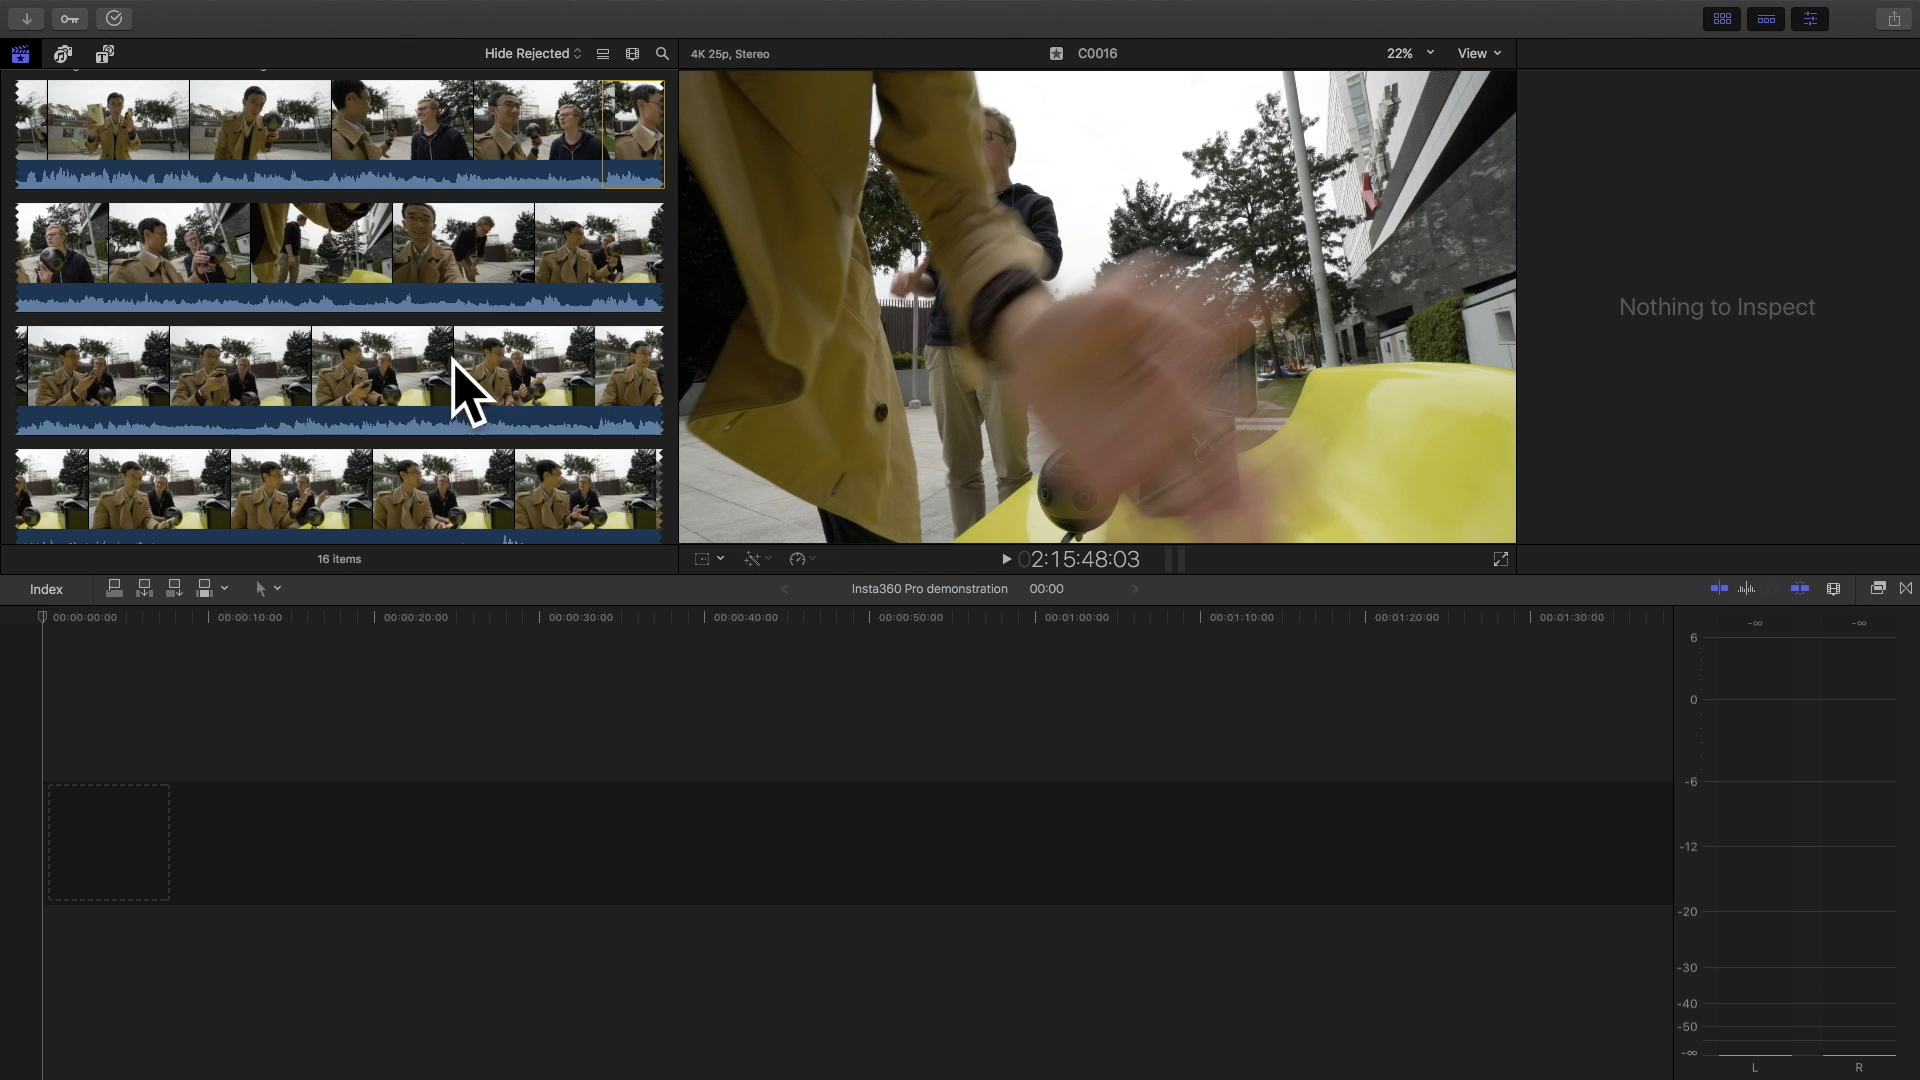 Hide Rejected
4K 25p, Stereo
C0016
22%
View
Nothing to Inspect
16 items
02:15:48:03
Index
Insta360 Pro demonstration
00:00
00:00:00:00
00:00:10:00
00:00:20:00
00:00:30:00
00:00:40:00
00:00:50:00
00:01:00:00
00:01:10:00
00:01:20:00
00:01:30:00
-∞
-∞
6
0
-6
-12
-20
-30
-40
-50
-∞
L
R